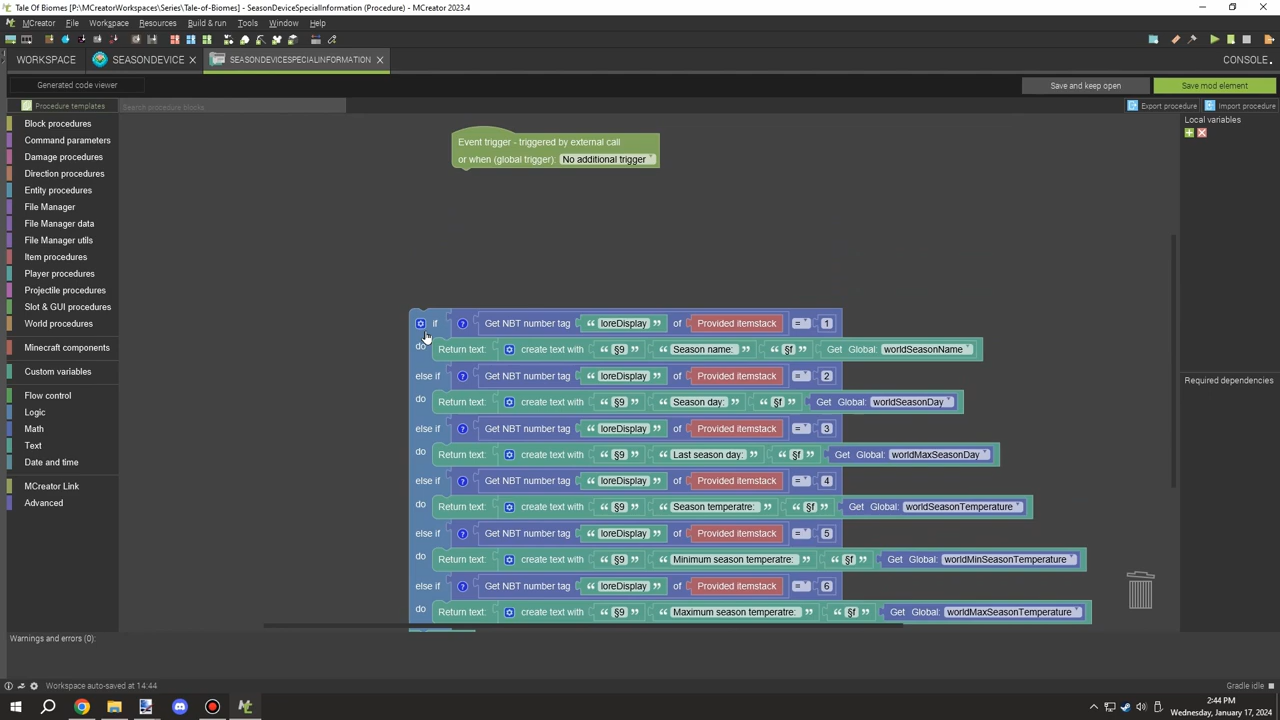 Tale Of Biomes [P:\MCreatorWorkspaces\Series\Tale-of-Biomes] - SeasonDeviceSpecialInformation (Procedure) - MCreator 2023.4
MCreator File Workspace Resources Build & run Tools Window Help
WORKSPACE SEASONDEVICE SEASONDEVICESPECIALINFORMATION CONSOLE
Generated code viewer Save and keep open Save mod element
Procedure templates Search procedure blocks Export procedure Import procedure
Local variables
Block procedures
Command parameters
Damage procedures
Direction procedures
Entity procedures
File Manager
File Manager data
File Manager utils
Item procedures
Player procedures
Projectile procedures
Slot & GUI procedures
World procedures
Minecraft components
Custom variables
Flow control
Logic
Math
Text
Date and time
MCreator Link
Advanced
Event trigger - triggered by external call
or when (global trigger): No additional trigger
if Get NBT number tag “ loreDisplay ” of Provided itemstack = 1
do Return text: create text with “ §9 ” “ Season name: ” “ §f ” Get Global: worldSeasonName
else if Get NBT number tag “ loreDisplay ” of Provided itemstack = 2
do Return text: create text with “ §9 ” “ Season day: ” “ §f ” Get Global: worldSeasonDay
else if Get NBT number tag “ loreDisplay ” of Provided itemstack = 3
do Return text: create text with “ §9 ” “ Last season day: ” “ §f ” Get Global: worldMaxSeasonDay
else if Get NBT number tag “ loreDisplay ” of Provided itemstack = 4
do Return text: create text with “ §9 ” “ Season temperatre: ” “ §f ” Get Global: worldSeasonTemperature
else if Get NBT number tag “ loreDisplay ” of Provided itemstack = 5
do Return text: create text with “ §9 ” “ Minimum season temperatre: ” “ §f ” Get Global: worldMinSeasonTemperature
else if Get NBT number tag “ loreDisplay ” of Provided itemstack = 6
do Return text: create text with “ §9 ” “ Maximum season temperatre: ” “ §f ” Get Global: worldMaxSeasonTemperature
Required dependencies
Warnings and errors (0):
Workspace auto-saved at 14:44 Gradle idle
2:44 PM
Wednesday, January 17, 2024